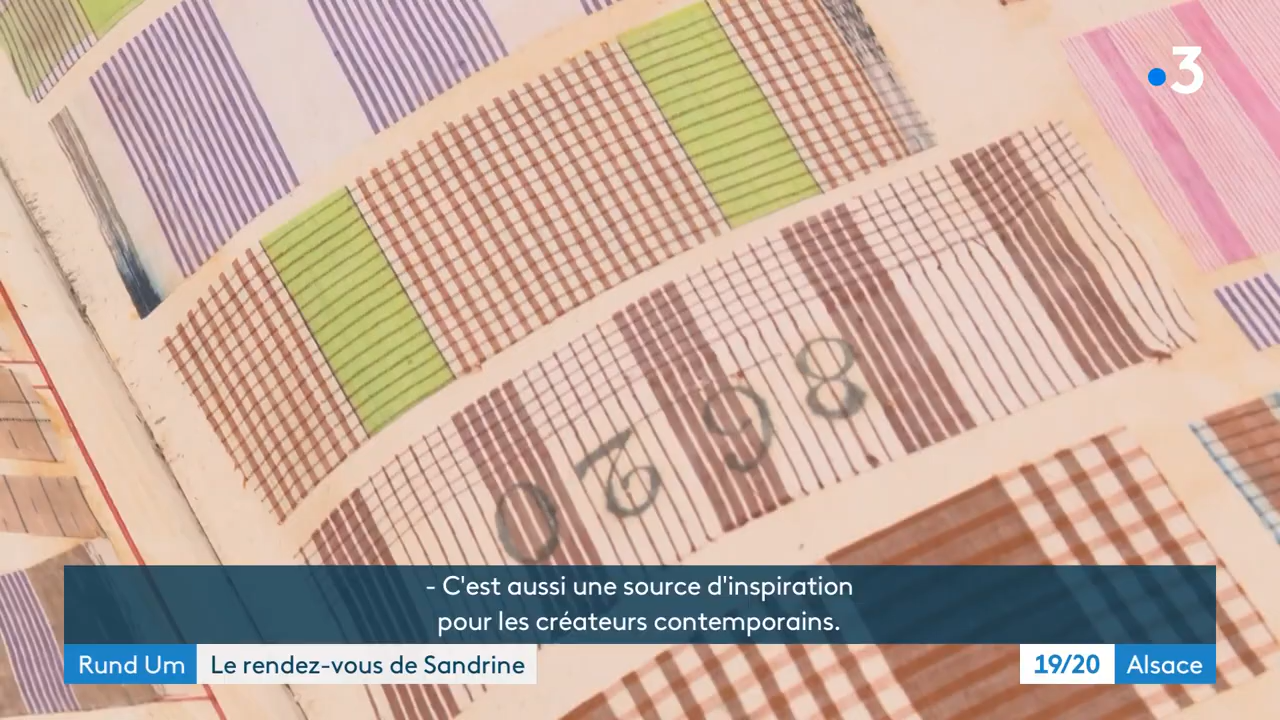 3
- C'est aussi une source d'inspiration
pour les créateurs contemporains.
Rund Um Le rendez-vous de Sandrine
19/20 Alsace